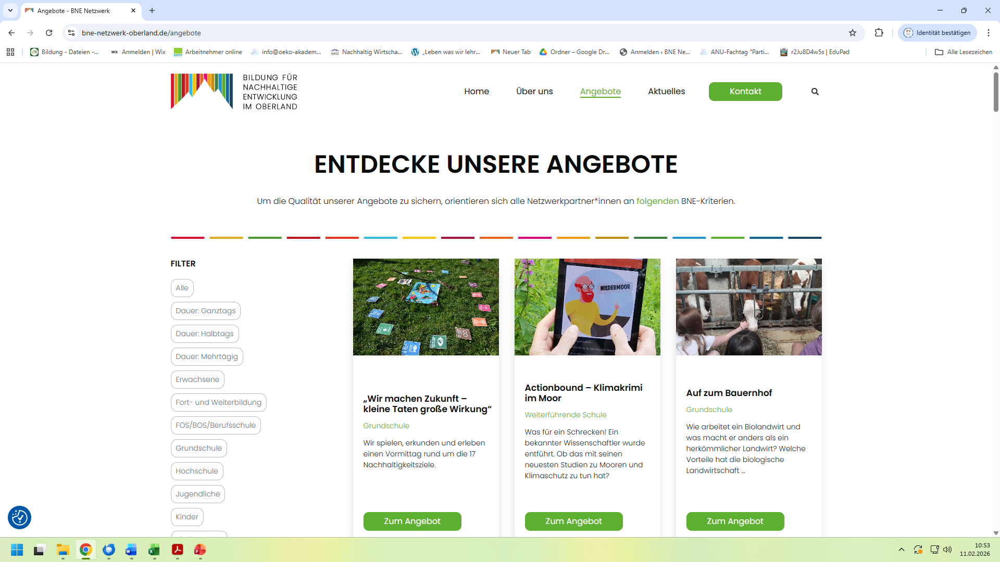 Angebote - BNE Netzwerk
bne-netzwerk-oberland.de/angebote
Identität bestätigen
Bildung - Dateien -...
Anmelden | Wix
Arbeitnehmer online
info@oeko-akadem...
Nachhaltig Wirtscha...
„Leben was wir lehr...
Neuer Tab
Ordner – Google Dr...
Anmelden ‹ BNE Ne...
ANU-Fachtag "Parti...
r2Ju8D4w5s | EduPad
Alle Lesezeichen
BILDUNG FÜR
NACHHALTIGE
ENTWICKLUNG
IM OBERLAND
Home
Über uns
Angebote
Aktuelles
Kontakt
ENTDECKE UNSERE ANGEBOTE
Um die Qualität unserer Angebote zu sichern, orientieren sich alle Netzwerkpartner*innen an folgenden BNE-Kriterien.
FILTER
Alle
Dauer: Ganztags
Dauer: Halbtags
Dauer: Mehrtägig
Erwachsene
Fort- und Weiterbildung
FOS/BOS/Berufsschule
Grundschule
Hochschule
Jugendliche
Kinder
„Wir machen Zukunft –
kleine Taten große Wirkung“
Grundschule
Wir spielen, erkunden und erleben
einen Vormittag rund um die 17
Nachhaltigkeitsziele.
Zum Angebot
NIEDERMOOR
Actionbound – Klimakrimi
im Moor
Weiterführende Schule
Was für ein Schrecken! Ein
bekannter Wissenschaftler wurde
entführt. Ob das mit seinen
neuesten Studien zu Mooren und
Klimaschutz zu tun hat?
Zum Angebot
Auf zum Bauernhof
Grundschule
Wie arbeitet ein Biolandwirt und
was macht er anders als ein
herkömmlicher Landwirt? Welche
Vorteile hat die biologische
Landwirtschaft ...
Zum Angebot
10:53
11.02.2026